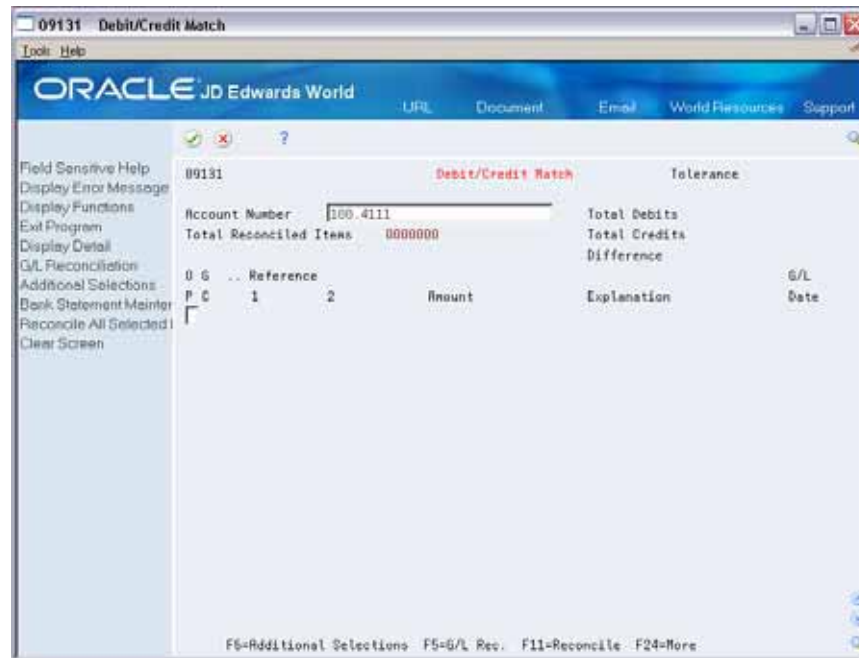 09131 Debit/Credit Match
Tools Help
ORACLE JD Edwards World
URL Document Email World Resources Support
?
Field Sensitive Help
Display Error Message
Display Functions
Exit Program
Display Detail
G/L Reconciliation
Additional Selections
Bank Statement Mainter
Reconcile All Selected I
Clear Screen
09131 Debit/Credit Match Tolerance
Account Number 100.4111 Total Debits
Total Reconciled Items 0000000 Total Credits
Difference
O G .. Reference G/L
P C 1 2 Amount Explanation Date
F6=Additional Selections F5=G/L Rec. F11=Reconcile F24=More